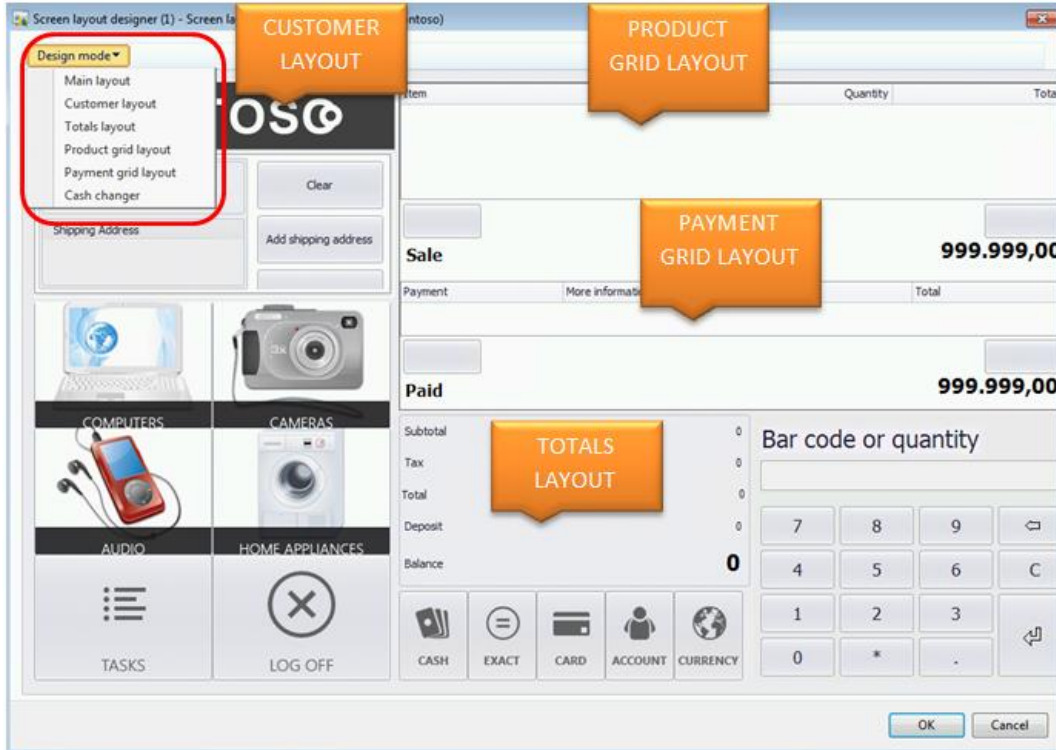 Screen layout designer (1) - Screen la
ntoso)
CUSTOMER
LAYOUT
PRODUCT
GRID LAYOUT
Design mode
Main layout
Customer layout
Totals layout
Product grid layout
Payment grid layout
Cash changer
TOSO
Item
Quantity
Tota
Clear
Shipping Address
Add shipping address
PAYMENT
GRID LAYOUT
Sale
999.999,00
Payment
More informati
Total
Paid
999.999,00
COMPUTERS
CAMERAS
3x
Subtotal
0
Tax
0
Total
0
Deposit
0
Balance
0
TOTALS
LAYOUT
Bar code or quantity
7 8 9
4 5 6 C
1 2 3
0 * .
AUDIO
HOME APPLIANCES
TASKS
LOG OFF
CASH
EXACT
CARD
ACCOUNT
CURRENCY
OK
Cancel